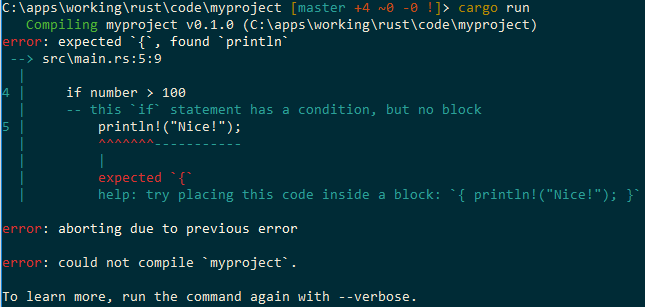 C:\apps\working\rust\code\myproject [master +4 ~0 -0 !]> cargo run
   Compiling myproject v0.1.0 (C:\apps\working\rust\code\myproject)
error: expected `{`, found `println`
 --> src\main.rs:5:9
  |
4 |     if number > 100
  |     -- this `if` statement has a condition, but no block
5 |         println!("Nice!");
  |         ^^^^^^^-----------
  |         |
  |         expected `{`
  |         help: try placing this code inside a block: `{ println!("Nice!"); }`

error: aborting due to previous error

error: could not compile `myproject`.

To learn more, run the command again with --verbose.